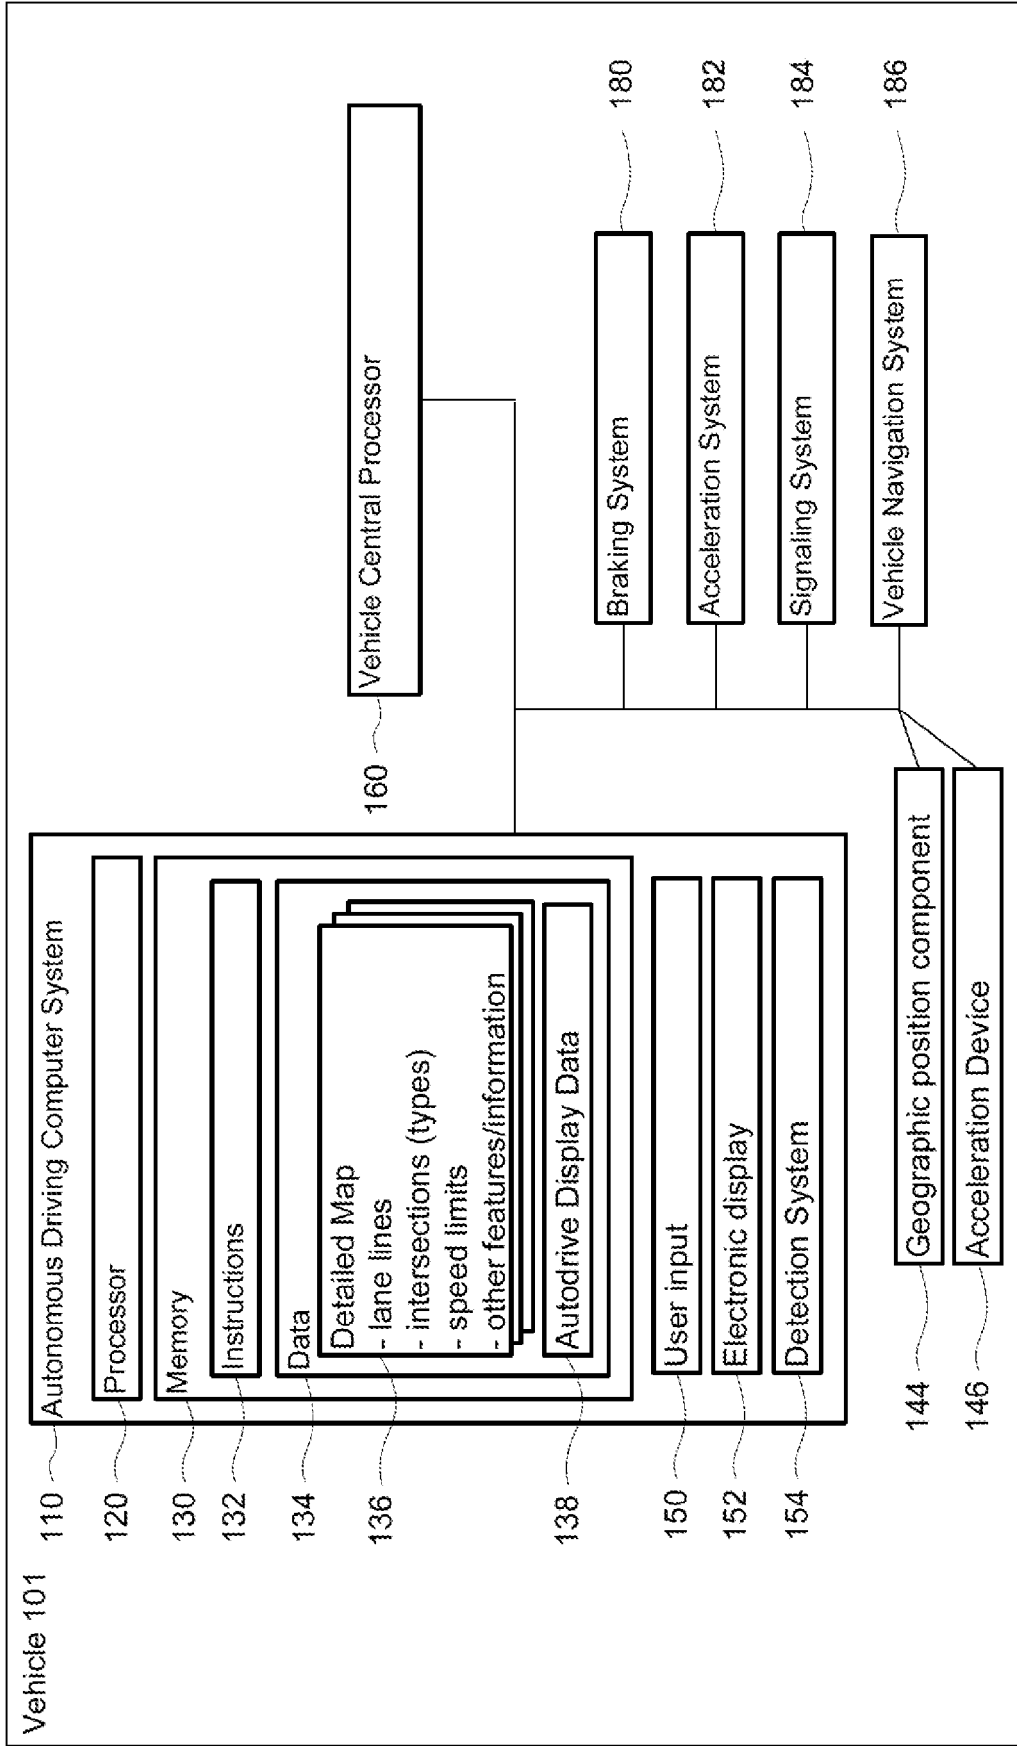 Vehicle 101
110
Autonomous Driving Computer System
120
Processor
130
Memory
132
Instructions
134
Data
136
Detailed Map
- lane lines
- intersections (types)
- speed limits
- other features/information
138
Autodrive Display Data
150
User input
152
Electronic display
154
Detection System
144
Geographic position component
146
Acceleration Device
160
Vehicle Central Processor
Braking System
180
Acceleration System
182
Signaling System
184
Vehicle Navigation System
186